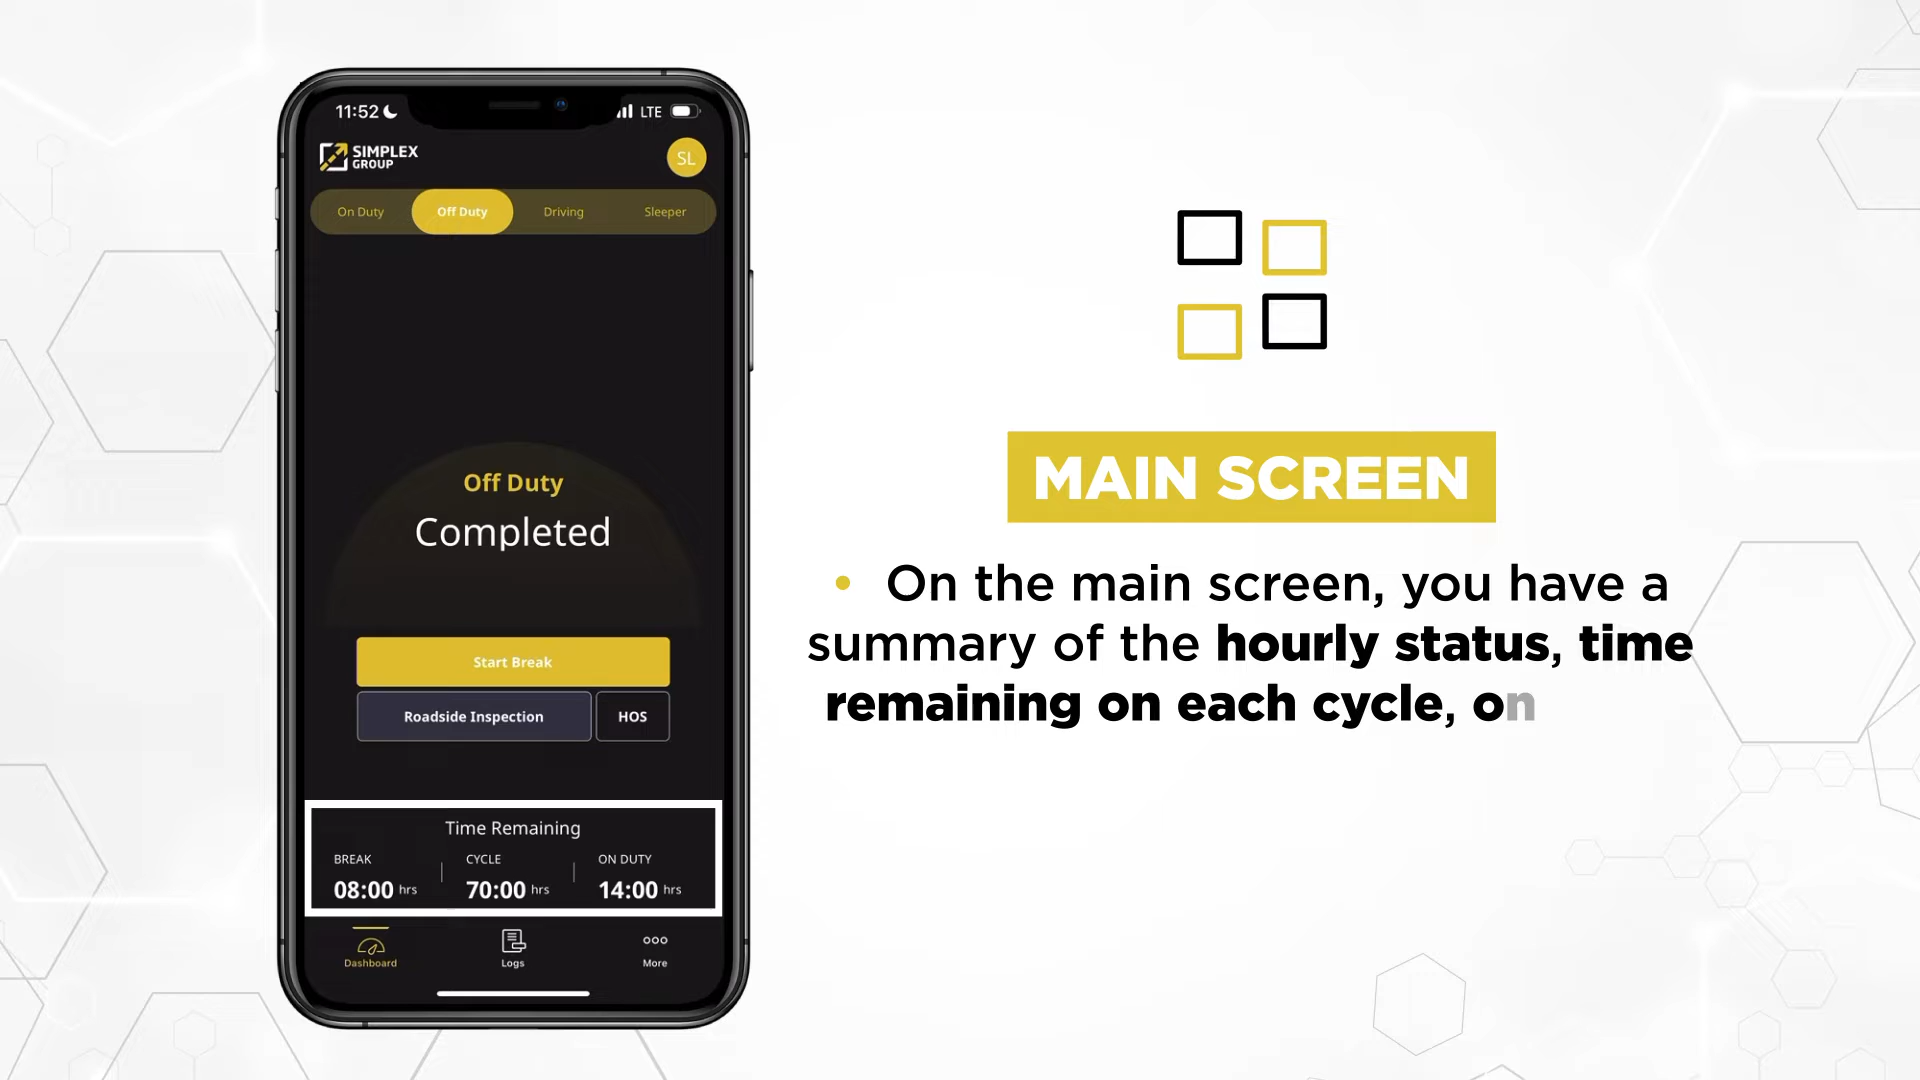 11:52
LTE
SIMPLEX
GROUP
SL
On Duty Off Duty Driving Sleeper
Off Duty
Completed
Start Break
Roadside Inspection HOS
Time Remaining
BREAK CYCLE ON DUTY
08:00 hrs 70:00 hrs 14:00 hrs
Dashboard Logs More
MAIN SCREEN
• On the main screen, you have a
summary of the hourly status, time
remaining on each cycle, on